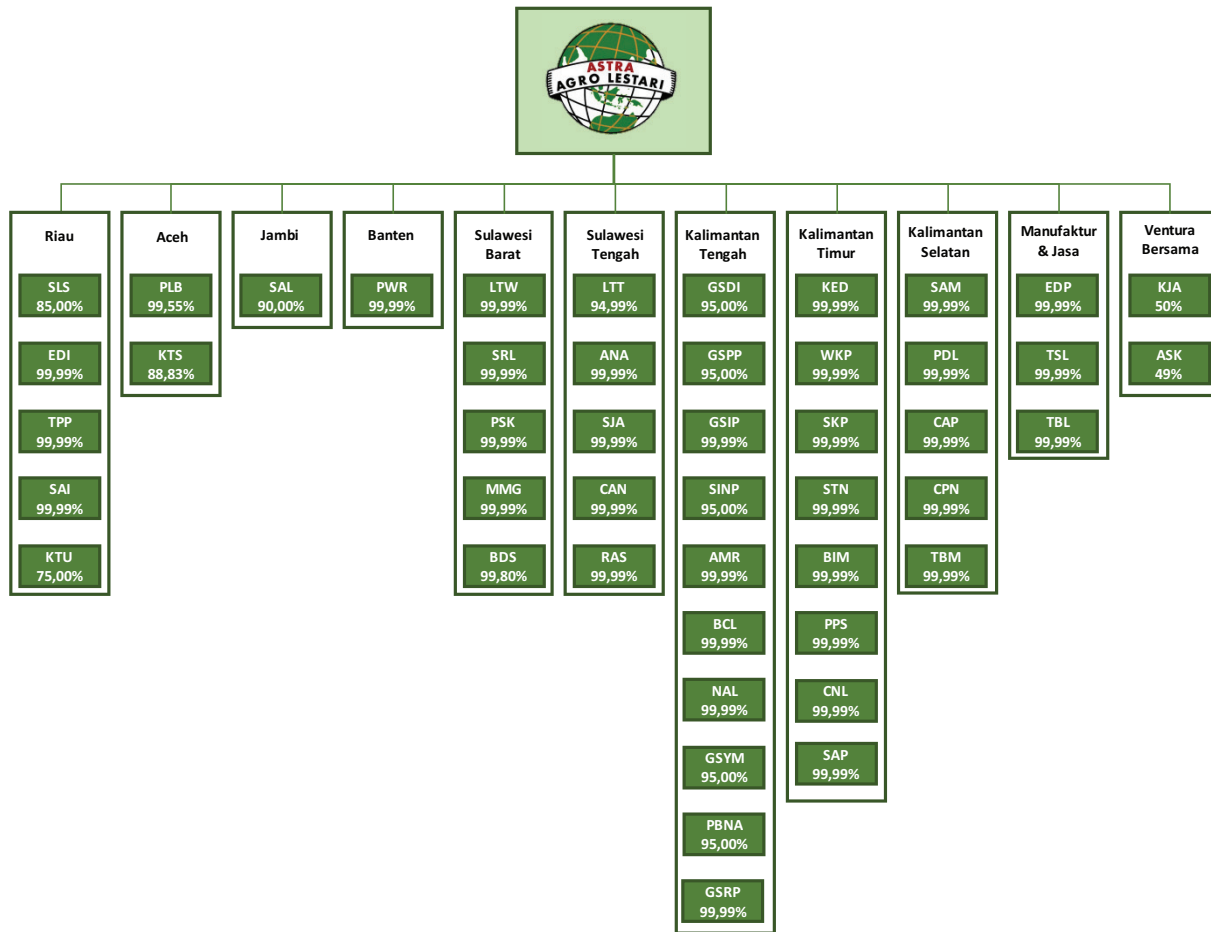 ASTRA
AGRO LESTARI
Riau
SLS
85,00%
EDI
99,99%
TPP
99,99%
SAI
99,99%
KTU
75,00%
Aceh
PLB
99,55%
KTS
88,83%
Jambi
SAL
90,00%
Banten
PWR
99,99%
Sulawesi
Barat
LTW
99,99%
SRL
99,99%
PSK
99,99%
MMG
99,99%
BDS
99,80%
Sulawesi
Tengah
LTT
94,99%
ANA
99,99%
SJA
99,99%
CAN
99,99%
RAS
99,99%
Kalimantan
Tengah
GSDI
95,00%
GSPP
95,00%
GSIP
99,99%
SINP
95,00%
AMR
99,99%
BCL
99,99%
NAL
99,99%
GSYM
95,00%
PBNA
95,00%
GSRP
99,99%
Kalimantan
Timur
KED
99,99%
WKP
99,99%
SKP
99,99%
STN
99,99%
BIM
99,99%
PPS
99,99%
CNL
99,99%
SAP
99,99%
Kalimantan
Selatan
SAM
99,99%
PDL
99,99%
CAP
99,99%
CPN
99,99%
TBM
99,99%
Manufaktur
& Jasa
EDP
99,99%
TSL
99,99%
TBL
99,99%
Ventura
Bersama
KJA
50%
ASK
49%